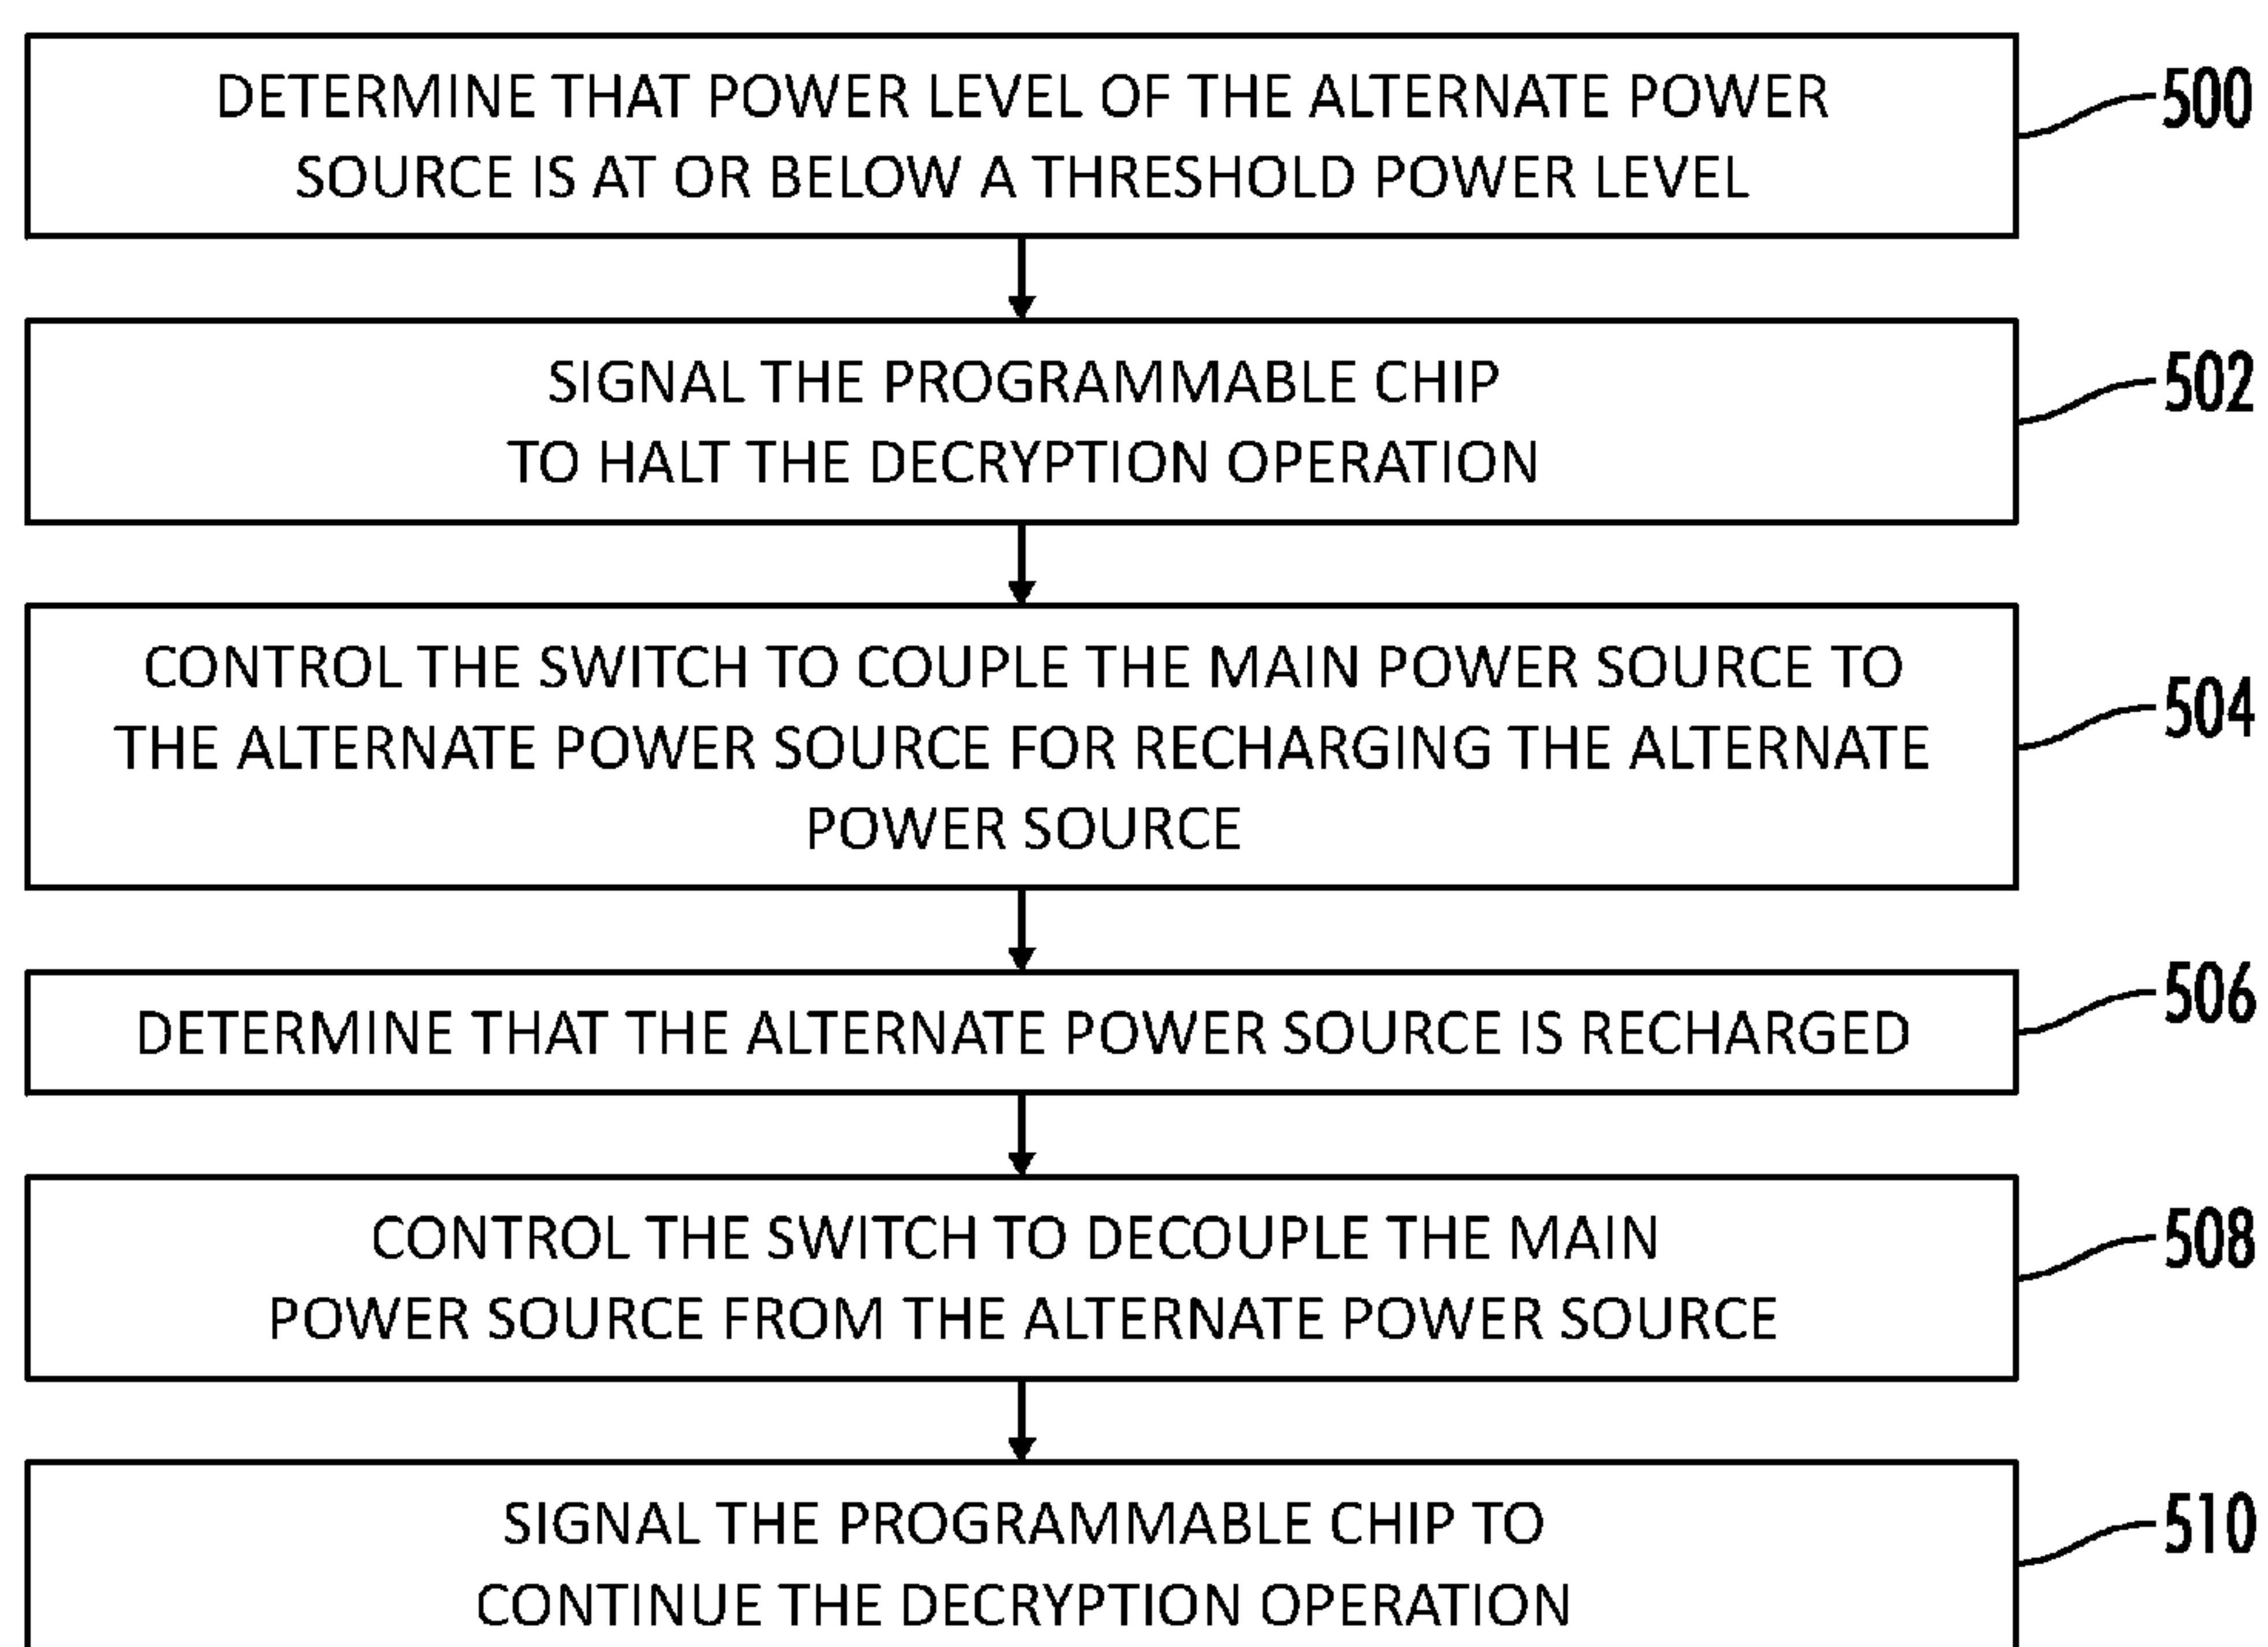 DETERMINE THAT POWER LEVEL OF THE ALTERNATE POWER
SOURCE IS AT OR BELOW A THRESHOLD POWER LEVEL
500
SIGNAL THE PROGRAMMABLE CHIP
TO HALT THE DECRYPTION OPERATION
502
CONTROL THE SWITCH TO COUPLE THE MAIN POWER SOURCE TO
THE ALTERNATE POWER SOURCE FOR RECHARGING THE ALTERNATE
POWER SOURCE
504
DETERMINE THAT THE ALTERNATE POWER SOURCE IS RECHARGED
506
CONTROL THE SWITCH TO DECOUPLE THE MAIN
POWER SOURCE FROM THE ALTERNATE POWER SOURCE
508
SIGNAL THE PROGRAMMABLE CHIP TO
CONTINUE THE DECRYPTION OPERATION
510